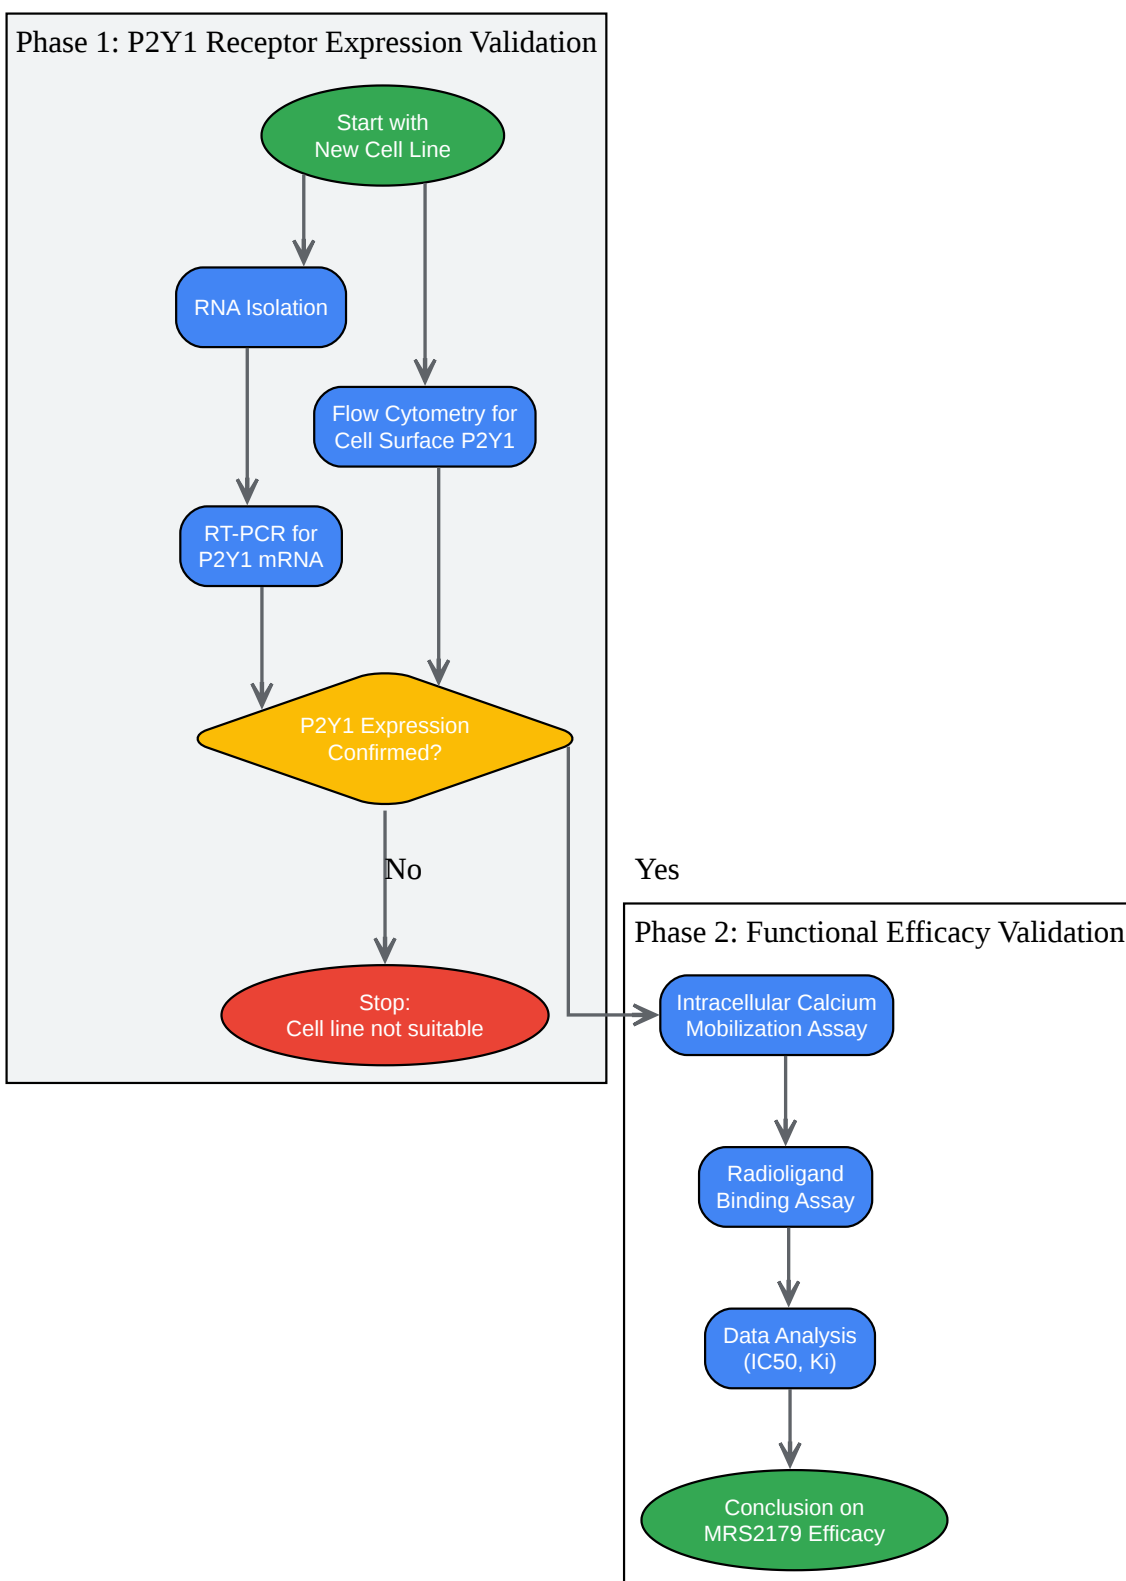 Phase 1: P2Y1 Receptor Expression Validation
Start with
New Cell Line
RNA Isolation
Flow Cytometry for
Cell Surface P2Y1
RT-PCR for
P2Y1 mRNA
P2Y1 Expression
Confirmed?
No
Yes
Stop:
Cell line not suitable
Phase 2: Functional Efficacy Validation
Intracellular Calcium
Mobilization Assay
Radioligand
Binding Assay
Data Analysis
(IC50, Ki)
Conclusion on
MRS2179 Efficacy